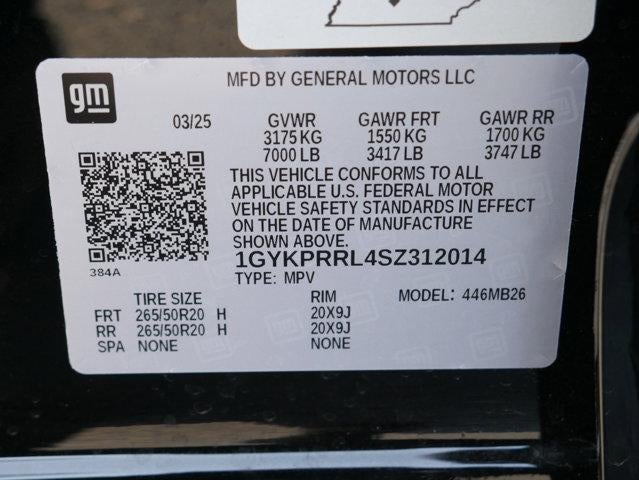 gm
MFD BY GENERAL MOTORS LLC
03/25 GVWR GAWR FRT GAWR RR
3175 KG 1550 KG 1700 KG
7000 LB 3417 LB 3747 LB
THIS VEHICLE CONFORMS TO ALL
APPLICABLE U.S. FEDERAL MOTOR
VEHICLE SAFETY STANDARDS IN EFFECT
ON THE DATE OF MANUFACTURE
SHOWN ABOVE.
384A
1GYKPRRL4SZ312014
TYPE: MPV
TIRE SIZE RIM MODEL: 446MB26
FRT 265/50R20 H 20X9J
RR 265/50R20 H 20X9J
SPA NONE NONE